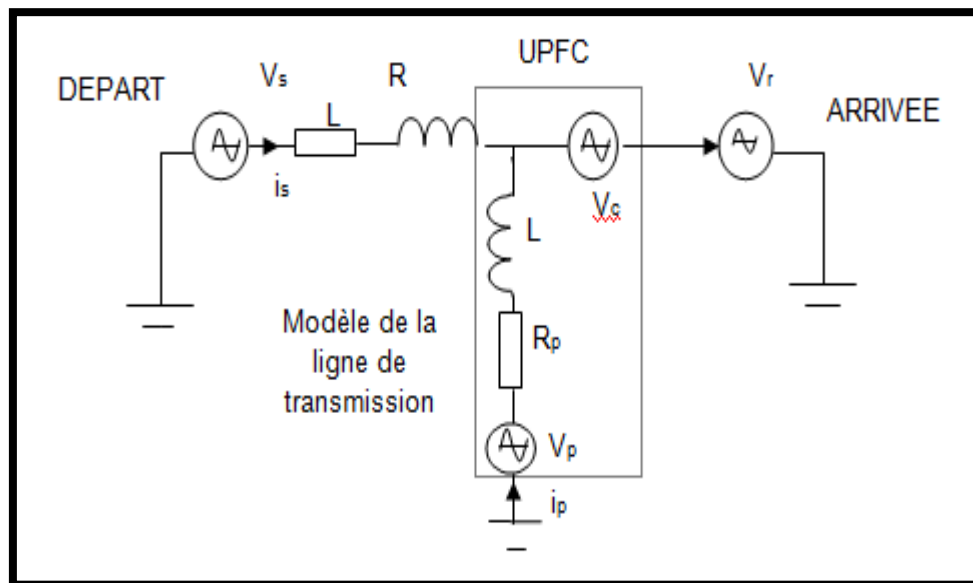 UPFC
DEPART
Vs
R
Vr
ARRIVEE
L
is
Vc
L
Modèle de la
ligne de
transmission
Rp
Vp
ip